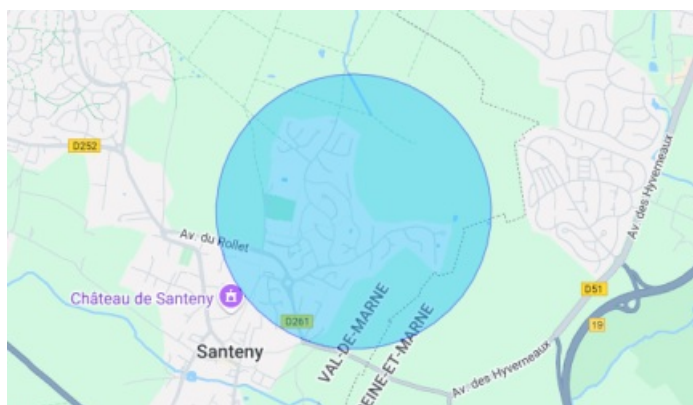 D252
Av. des Hyverneaux
Av. du Rollet
Château de Santeny
D51
D261
19
Santeny
VAL-DE-MARNE
SEINE-ET-MARNE
Av. des Hyverneaux